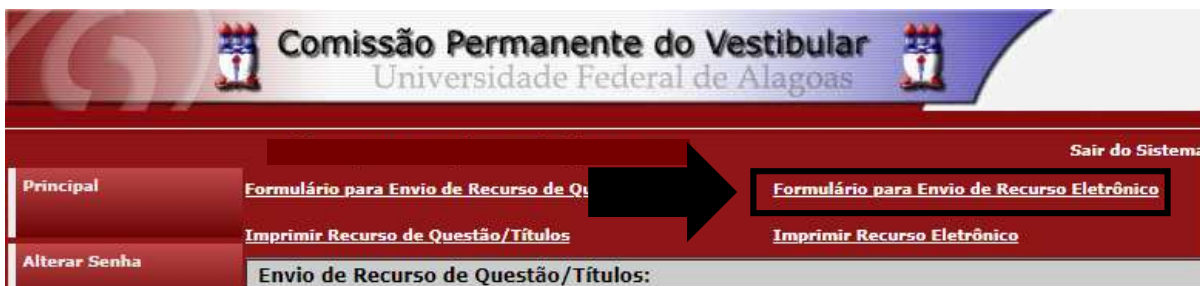 Comissão Permanente do Vestibular
Universidade Federal de Alagoas
Sair do Sistema
Principal
Formulário para Envio de Recurso de
Formulário para Envio de Recurso Eletrônico
Imprimir Recurso de Questão/Títulos
Imprimir Recurso Eletrônico
Alterar Senha
Envio de Recurso de Questão/Títulos: